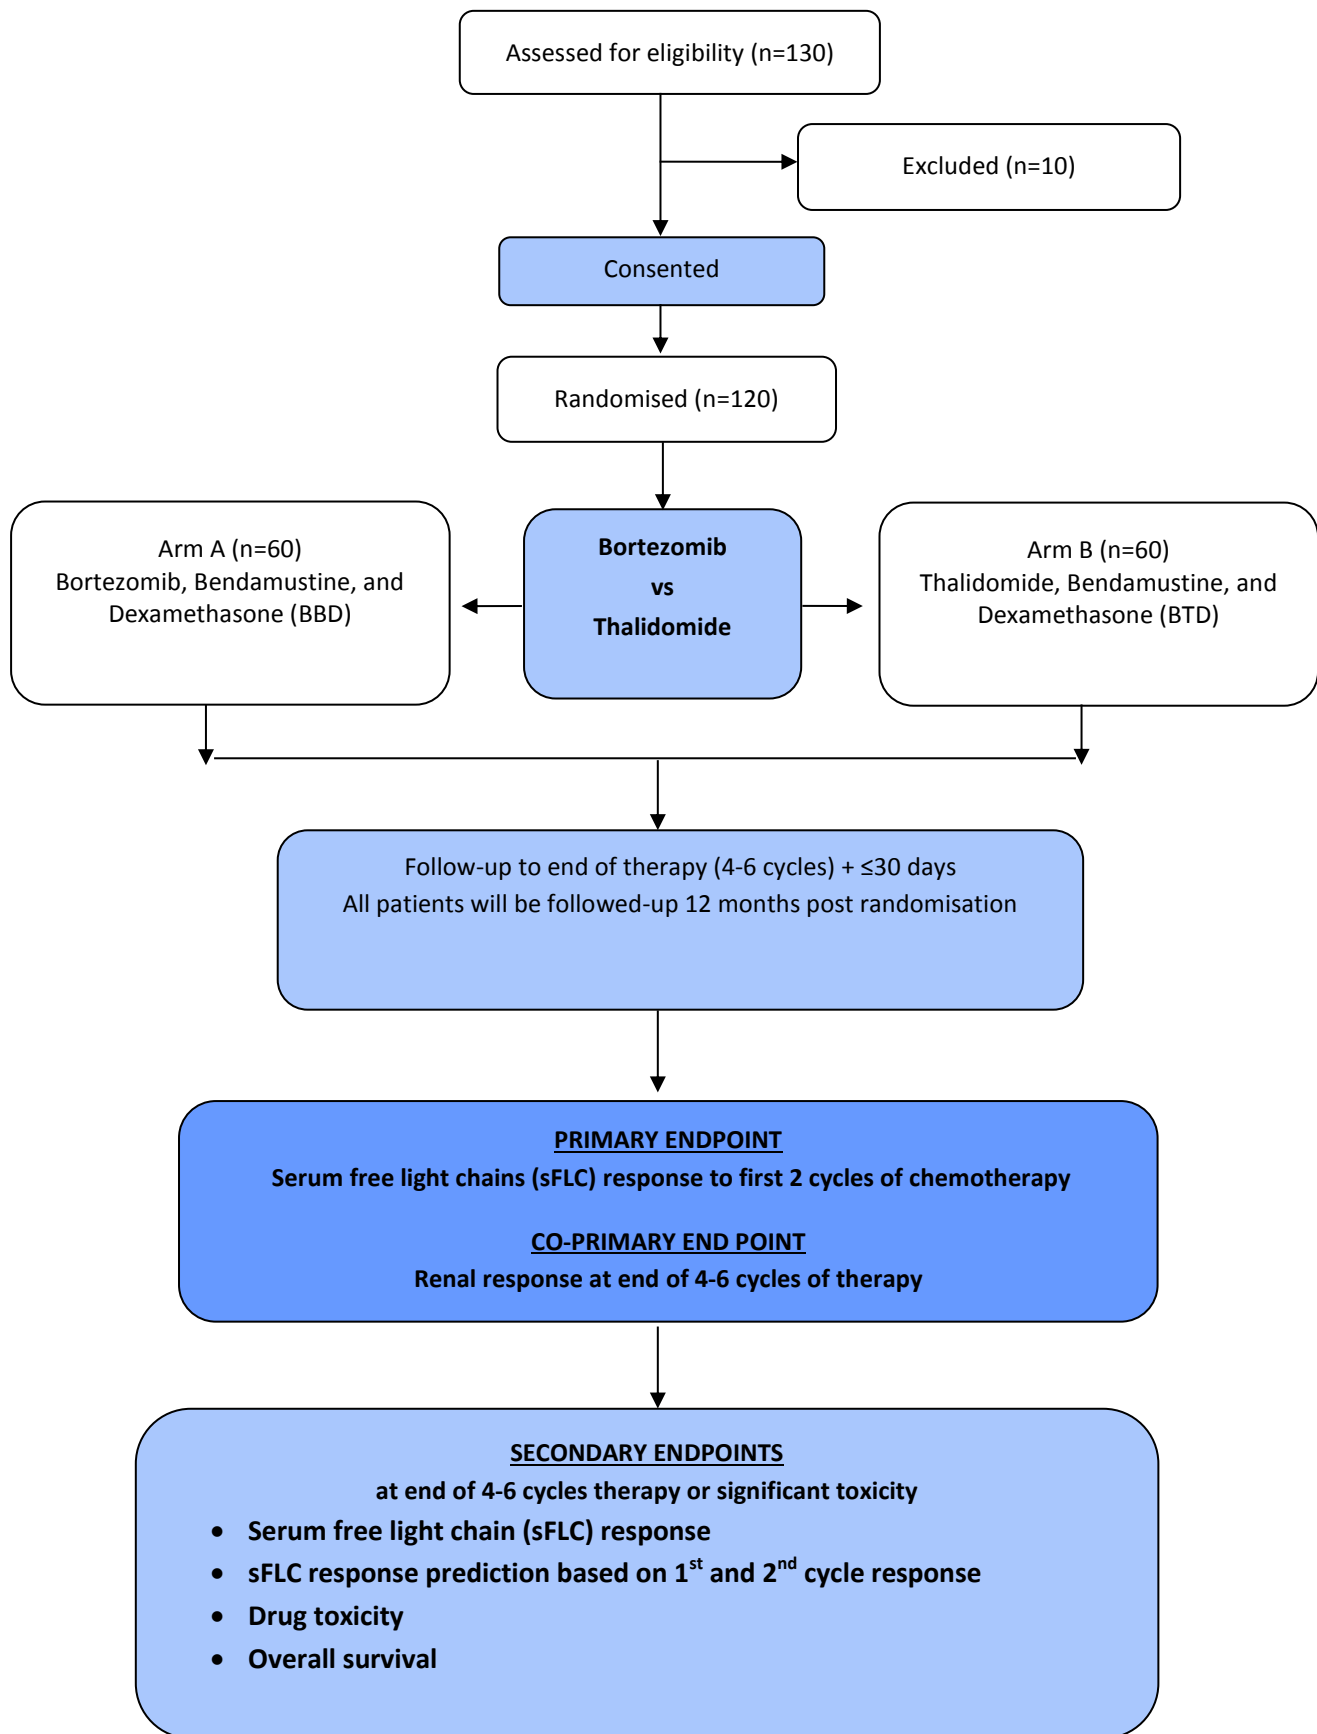 Assessed for eligibility (n=130)
Excluded (n=10)
Consented
Randomised (n=120)
Arm A (n=60)
Bortezomib, Bendamustine, and
Dexamethasone (BBD)
Bortezomib
vs
Thalidomide
Arm B (n=60)
Thalidomide, Bendamustine, and
Dexamethasone (BTD)
Follow-up to end of therapy (4-6 cycles) + ≤30 days
All patients will be followed-up 12 months post randomisation
PRIMARY ENDPOINT
Serum free light chains (sFLC) response to first 2 cycles of chemotherapy
CO-PRIMARY END POINT
Renal response at end of 4-6 cycles of therapy
SECONDARY ENDPOINTS
at end of 4-6 cycles therapy or significant toxicity
• Serum free light chain (sFLC) response
• sFLC response prediction based on 1st and 2nd cycle response
• Drug toxicity
• Overall survival